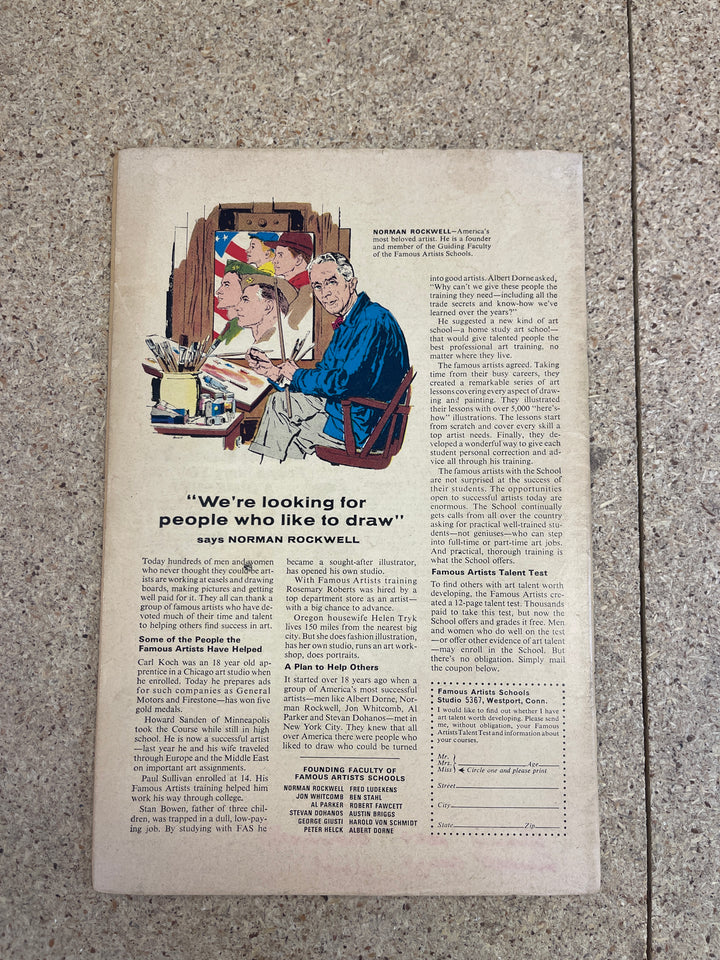 NORMAN ROCKWELL—America's
most beloved artist. He is a founder
and member of the Guiding Faculty
of the Famous Artists Schools.
"We're looking for
people who like to draw"
says NORMAN ROCKWELL
Today hundreds of men and women
who never thought they could be art-
ists are working at easels and drawing
boards, making pictures and getting
well paid for it. They all can thank a
group of famous artists who have de-
voted much of their time and talent
to helping others find success in art.
Some of the People the
Famous Artists Have Helped
Carl Koch was an 18 year old ap-
prentice in a Chicago art studio when
he enrolled. Today he prepares ads
for such companies as General
Motors and Firestone—has won five
gold medals.
Howard Sanden of Minneapolis
took the Course while still in high
school. He is now a successful artist
—last year he and his wife traveled
through Europe and the Middle East
on important art assignments.
Paul Sullivan enrolled at 14. His
Famous Artists training helped him
work his way through college.
Stan Bowen, father of three chil-
dren, was trapped in a dull, low-pay-
ing job. By studying with FAS he
became a sought-after illustrator,
has opened his own studio.
With Famous Artists training
Rosemary Roberts was hired by a
top department store as an artist—
with a big chance to advance.
Oregon housewife Helen Tryk
lives 150 miles from the nearest big
city. But she does fashion illustration,
has her own studio, runs an art work-
shop, does portraits.
A Plan to Help Others
It started over 18 years ago when a
group of America's most successful
artists—men like Albert Dorne, Nor-
man Rockwell, Jon Whitcomb, Al
Parker and Stevan Dohanos—met in
New York City. They knew that all
over America there were people who
liked to draw who could be turned
FOUNDING FACULTY OF
FAMOUS ARTISTS SCHOOLS
NORMAN ROCKWELL FRED LUDEKENS
JON WHITCOMB BEN STAHL
AL PARKER ROBERT FAWCETT
STEVAN DOHANOS AUSTIN BRIGGS
GEORGE GIUSTI HAROLD VON SCHMIDT
PETER HELCK ALBERT DORNE
into good artists. Albert Dorne asked,
"Why can't we give these people the
training they need—including all the
trade secrets and know-how we've
learned over the years?"
He suggested a new kind of art
school—a home study art school—
that would give talented people the
best professional art training, no
matter where they live.
The famous artists agreed. Taking
time from their busy careers, they
created a remarkable series of art
lessons covering every aspect of draw-
ing and painting. They illustrated
their lessons with over 5,000 "here's-
how" illustrations. The lessons start
from scratch and cover every skill a
top artist needs. Finally, they de-
veloped a wonderful way to give each
student personal correction and ad-
vice all through his training.
The famous artists with the School
are not surprised at the success of
their students. The opportunities
open to successful artists today are
enormous. The School continually
gets calls from all over the country
asking for practical well-trained stu-
dents—not geniuses—who can step
into full-time or part-time art jobs.
And practical, thorough training is
what the School offers.
Famous Artists Talent Test
To find others with art talent worth
developing, the Famous Artists cre-
ated a 12-page talent test. Thousands
paid to take this test, but now the
School offers and grades it free. Men
and women who do well on the test
—or offer other evidence of art talent
—may enroll in the School. But
there's no obligation. Simply mail
the coupon below.
Famous Artists Schools
Studio 5367, Westport, Conn.
I would like to find out whether I have
art talent worth developing. Please send
me, without obligation, your Famous
Artists Talent Test and information about
your courses.
Mr.
Mrs. Age
Miss Circle one and please print
Street
City
State Zip